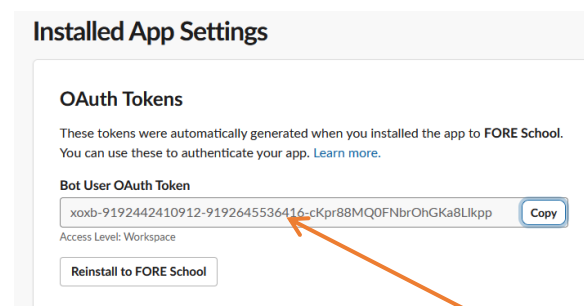 Installed App Settings
OAuth Tokens
These tokens were automatically generated when you installed the app to FORE School.
You can use these to authenticate your app. Learn more.
Bot User OAuth Token
xoxb-9192442410912-9192645536416-cKpr88MQ0FNbrOhGKa8Llkpp Copy
Access Level: Workspace
Reinstall to FORE School